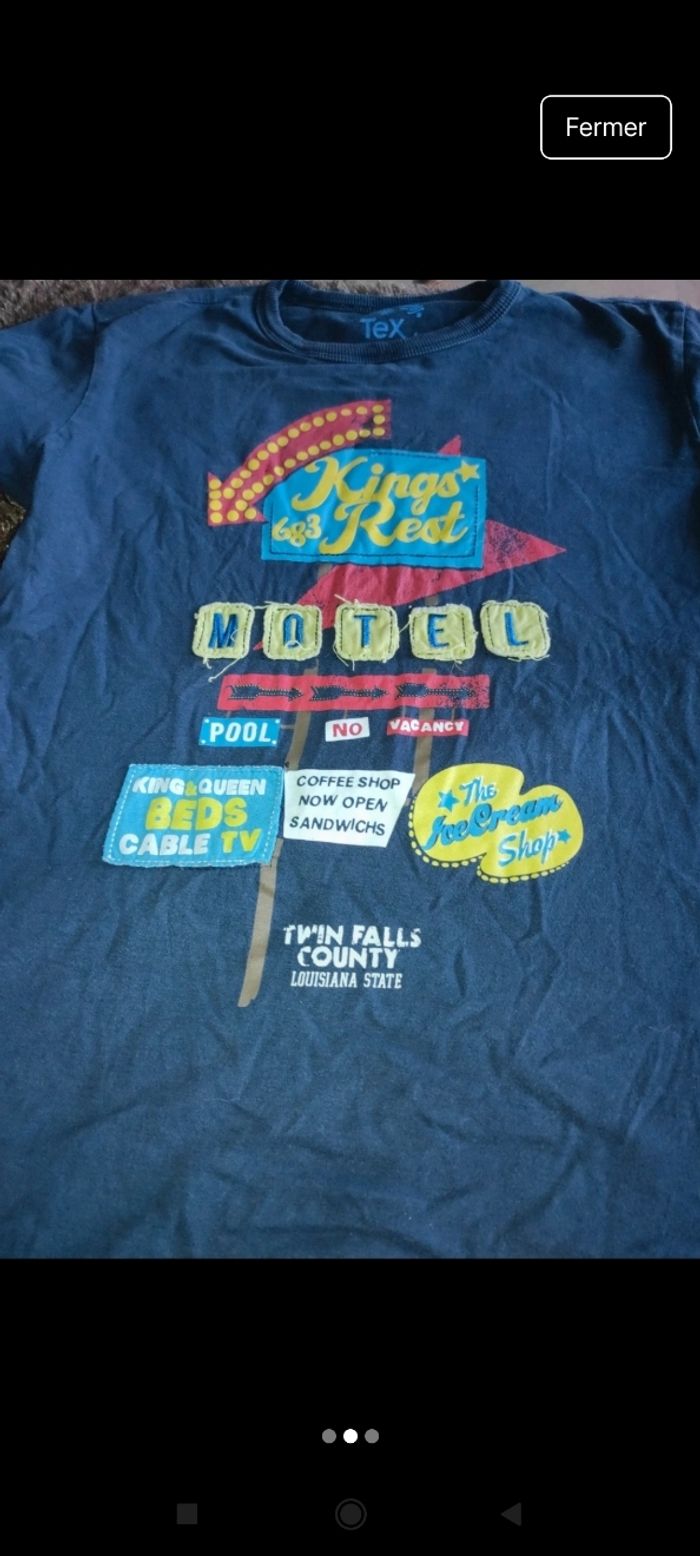 Fermer
TeX
Kings
683 Rest
MOTEL
POOL NO VACANCY
KING&QUEEN
BEDS
CABLE TV
COFFEE SHOP
NOW OPEN
SANDWICHS
The
IceCream
Shop
TWIN FALLS
COUNTY
LOUISIANA STATE